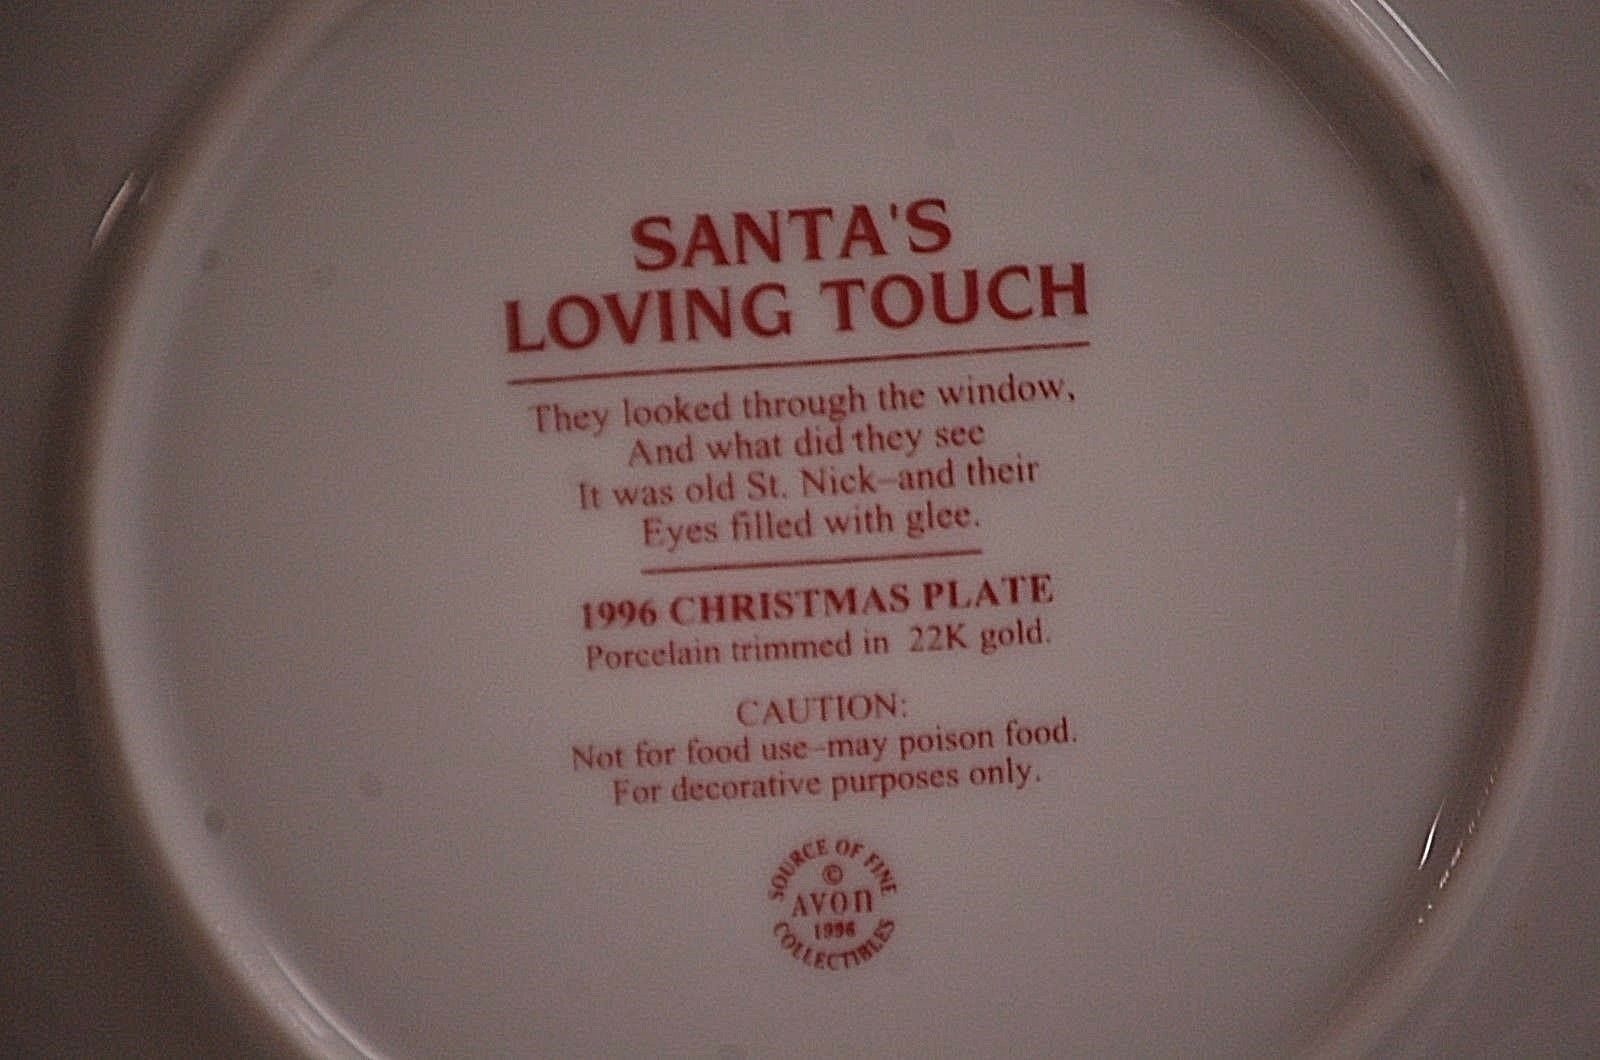 SANTA'S
LOVING TOUCH
They looked through the window,
And what did they see
It was old St. Nick–and their
Eyes filled with glee.
1996 CHRISTMAS PLATE
Porcelain trimmed in 22K gold.
CAUTION:
Not for food use–may poison food.
For decorative purposes only.
SOURCE OF FINE
©
AVON
1996
COLLECTIBLES